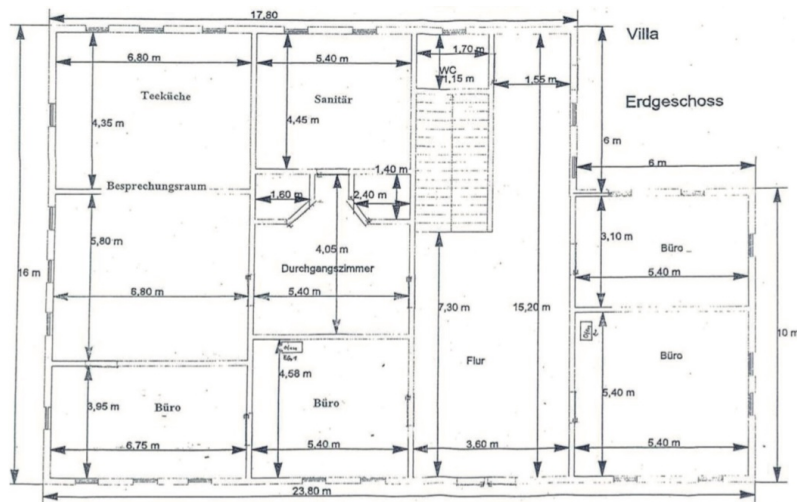 17.80
Villa
Erdgeschoss
6.80 m
5.40 m
1,70 m
WC
1,15 m
1.55 m
Teeküche
Sanitär
4,35 m
4,45 m
6 m
6 m
Besprechungsraum
1,40 m
1.60 m
2,40 m
5,80 m
4,05 m
3,10 m
Büro
Durchgangszimmer
16 m
6,80 m
5,40 m
5.40 m
7,30 m
15,20 m
10 m
4,58 m
Flur
Büro
3,95 m
Büro
Büro
5,40 m
6.75 m
5.40 m
3.60 m
5,40 m
23.80 m